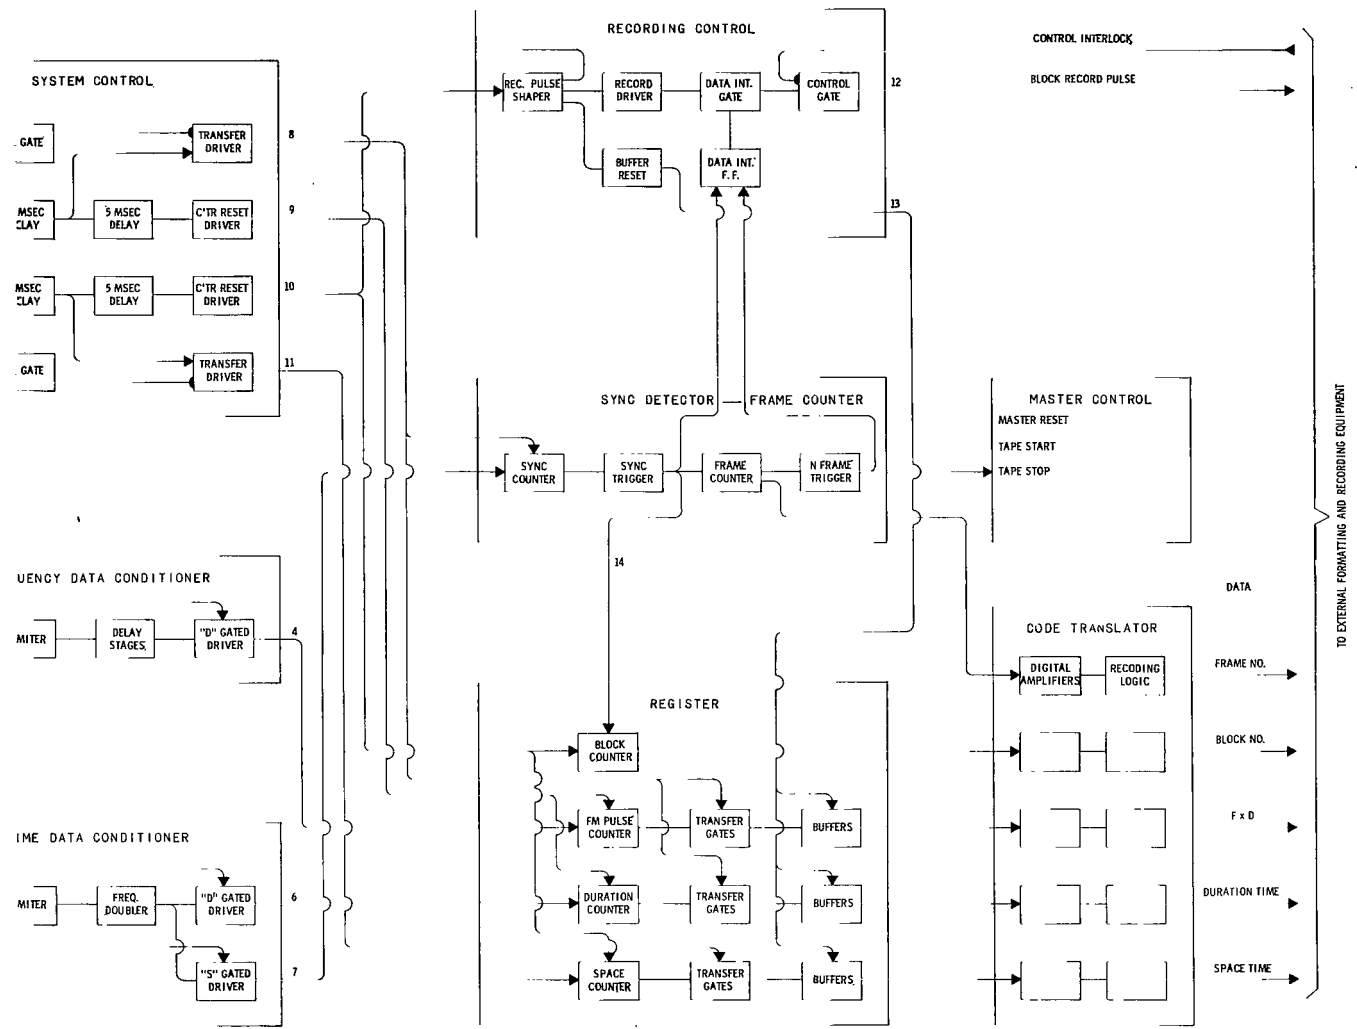 RECORDING CONTROL
CONTROL INTERLOCK
SYSTEM CONTROL
REC. PULSE
SHAPER
RECORD
DRIVER
DATA INT.
GATE
CONTROL
GATE
12
BLOCK RECORD PULSE
GATE
TRANSFER
DRIVER
8
BUFFER
RESET
DATA INT.
F. F.
MSEC
ELAY
5 MSEC
DELAY
C'TR RESET
DRIVER
9
13
MSEC
ELAY
5 MSEC
DELAY
C'TR RESET
DRIVER
10
GATE
TRANSFER
DRIVER
11
SYNC DETECTOR — FRAME COUNTER
MASTER CONTROL
MASTER RESET
TAPE START
TAPE STOP
SYNC
COUNTER
SYNC
TRIGGER
FRAME
COUNTER
N FRAME
TRIGGER
TO EXTERNAL FORMATTING AND RECORDING EQUIPMENT
14
UENCY DATA CONDITIONER
MITER
DELAY
STAGES
"D" GATED
DRIVER
4
DATA
CODE TRANSLATOR
DIGITAL
AMPLIFIERS
RECODING
LOGIC
FRAME NO.
REGISTER
BLOCK
COUNTER
BLOCK NO.
FM PULSE
COUNTER
TRANSFER
GATES
BUFFERS
F x D
IME DATA CONDITIONER
MITER
FREQ.
DOUBLER
"D" GATED
DRIVER
6
DURATION
COUNTER
TRANSFER
GATES
BUFFERS
DURATION TIME
"S" GATED
DRIVER
7
SPACE
COUNTER
TRANSFER
GATES
BUFFERS
SPACE TIME